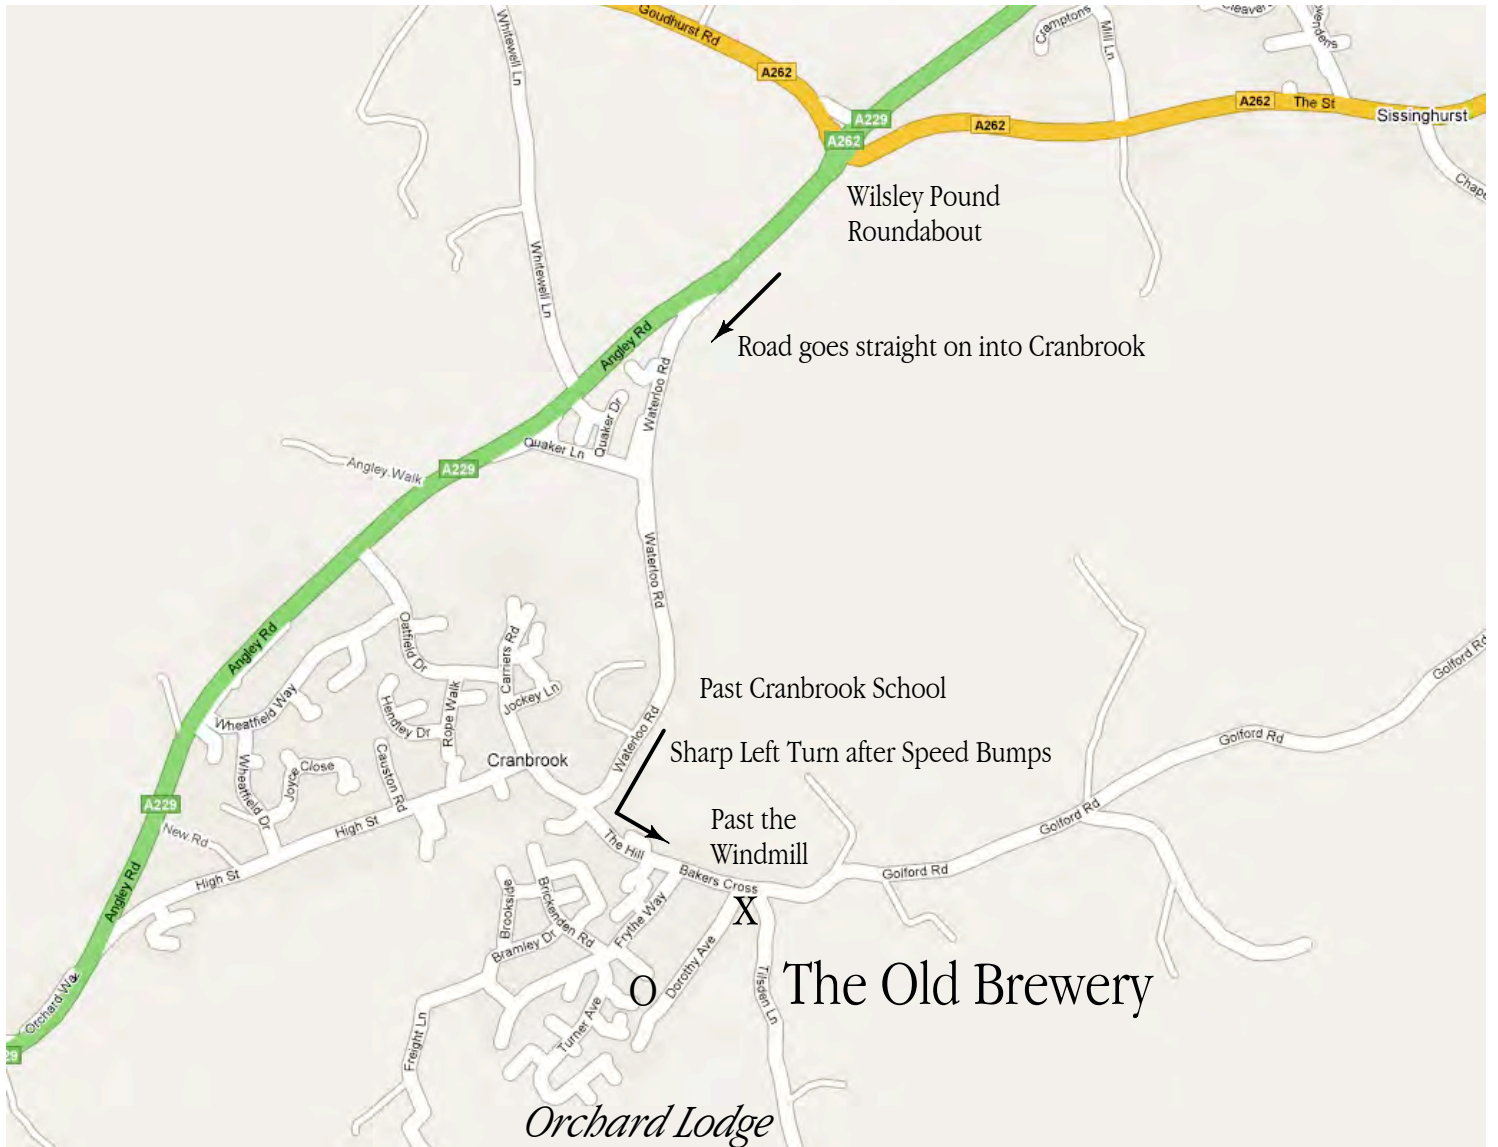 Goudhurst Rd
Whitewell Ln
Cramptons
Mill Ln
A262
A262
The St
A229
A262
A262
Sissinghurst
Wilsley Pound
Roundabout
Whitewell Ln
Angley Rd
Road goes straight on into Cranbrook
Waterloo Rd
Quaker Dr
Quaker Ln
Angley Walk
A229
Waterloo Rd
Oatfield Dr
Carriers Rd
Angley Rd
Golford Rd
Past Cranbrook School
Jockey Ln
Wheatfield Way
Hendley Dr
Rope Walk
Waterloo Rd
Golford Rd
Sharp Left Turn after Speed Bumps
Cranbrook
Wheatfield Dr
Joyce Close
Causton Rd
A229
New Rd
High St
Past the
Windmill
Golford Rd
The Hill
High St
Bakers Cross
Golford Rd
Angley Rd
Brookside
Brickenden Rd
Frythe Way
X
Bramley Dr
Dorothy Ave
Tilsden Ln
The Old Brewery
O
Turner Ave
Freight Ln
29
Orchard Lodge